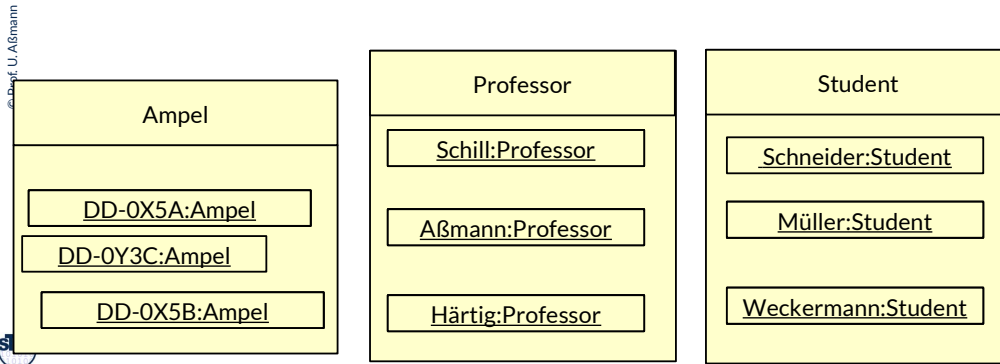 © Prof. U. Aßmann
Ampel
DD-0X5A:Ampel
DD-0Y3C:Ampel
DD-0X5B:Ampel
Professor
Schill:Professor
Aßmann:Professor
Härtig:Professor
Student
Schneider:Student
Müller:Student
Weckermann:Student